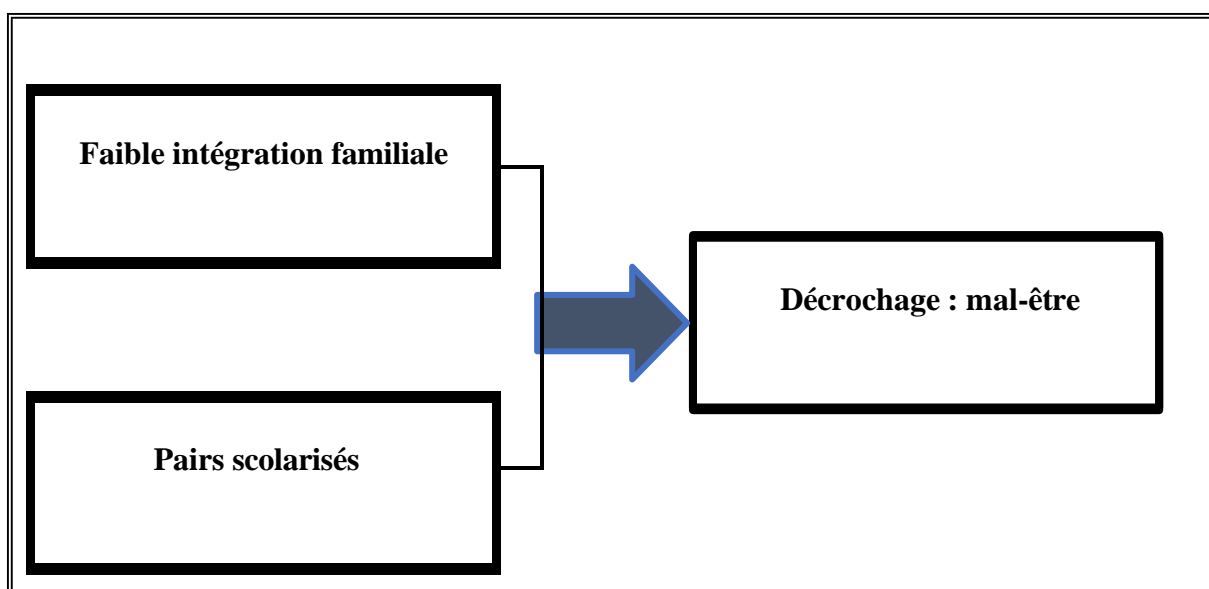 Faible intégration familiale
Décrochage : mal-être
Pairs scolarisés